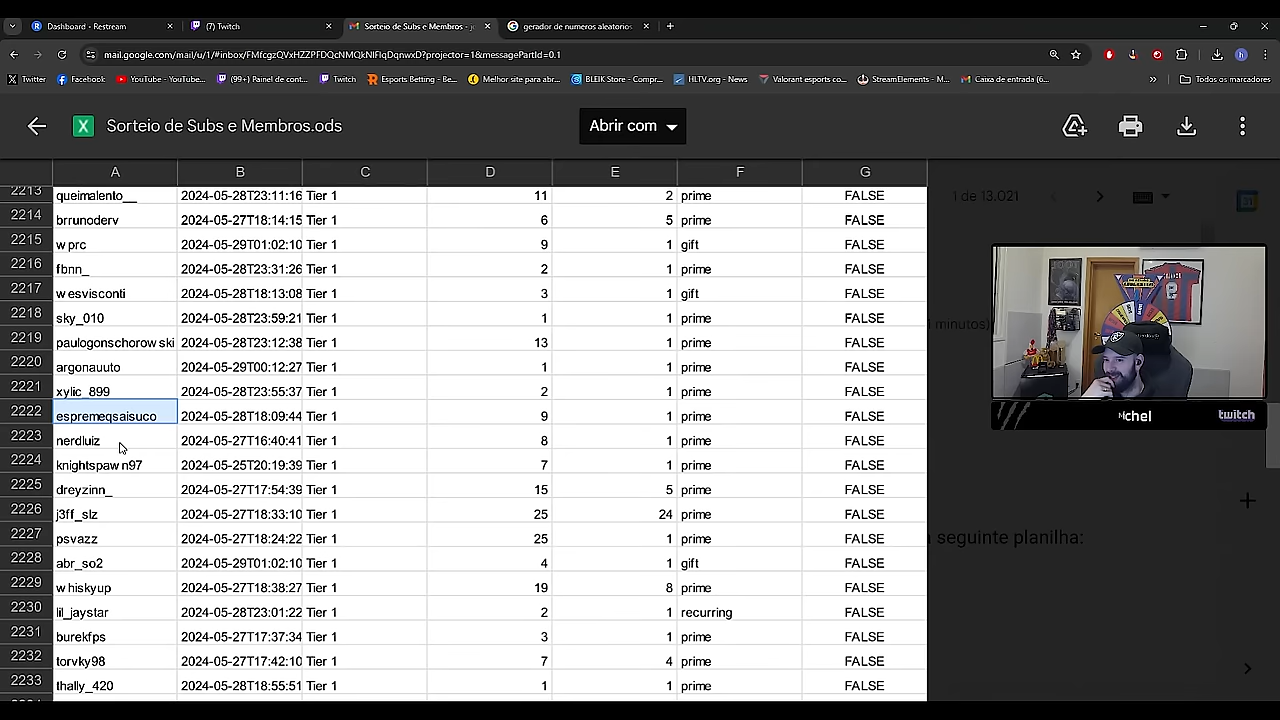 Dashboard - Restream
(7) Twitch
Sorteio de Subs e Membros - j
gerador de numeros aleatorios
mail.google.com/mail/u/1/#inbox/FMfcgzQVxHZZPFDQcNMQkNlFlqDqnwxD?projector=1&messagePartId=0.1
Twitter Facebook YouTube - YouTube... (99+) Painel de cont... Twitch Esports Betting - Be... Melhor site para abr... BLEIK Store - Compr... HLTV.org - News Valorant esports co... StreamElements - M... Caixa de entrada (6... Todos os marcadores
Sorteio de Subs e Membros.ods
Abrir com
A B C D E F G
1 de 13.021
2213 queimalento__ 2024-05-28T23:11:16 Tier 1 11 2 prime FALSE
2214 brrunoderv 2024-05-27T18:14:15 Tier 1 6 5 prime FALSE
2215 wprc 2024-05-29T01:02:10 Tier 1 9 1 gift FALSE
2216 fbnn_ 2024-05-28T23:31:26 Tier 1 2 1 prime FALSE
2217 wesvisconti 2024-05-28T18:13:08 Tier 1 3 1 gift FALSE
2218 sky_010 2024-05-28T23:59:21 Tier 1 1 1 prime FALSE
minutos)
2219 paulogonschorowski 2024-05-28T23:12:38 Tier 1 13 1 prime FALSE
2220 argonauuto 2024-05-29T00:12:27 Tier 1 1 1 prime FALSE
2221 xylic_899 2024-05-28T23:55:37 Tier 1 2 1 prime FALSE
2222 espremeqsaisuco 2024-05-28T18:09:44 Tier 1 9 1 prime FALSE
Michel twitch
2223 nerdluiz 2024-05-27T16:40:41 Tier 1 8 1 prime FALSE
2224 knightspawn97 2024-05-25T20:19:39 Tier 1 7 1 prime FALSE
2225 dreyzinn_ 2024-05-27T17:54:39 Tier 1 15 5 prime FALSE
2226 j3ff_slz 2024-05-27T18:33:10 Tier 1 25 24 prime FALSE
2227 psvazz 2024-05-27T18:24:22 Tier 1 25 1 prime FALSE
seguinte planilha:
2228 abr_so2 2024-05-29T01:02:10 Tier 1 4 1 gift FALSE
2229 whiskyup 2024-05-27T18:38:27 Tier 1 19 8 prime FALSE
2230 lil_jaystar 2024-05-28T23:01:22 Tier 1 2 1 recurring FALSE
2231 burekfps 2024-05-27T17:37:34 Tier 1 3 1 prime FALSE
2232 torvky98 2024-05-27T17:42:10 Tier 1 7 4 prime FALSE
2233 thally_420 2024-05-28T18:55:51 Tier 1 1 1 prime FALSE